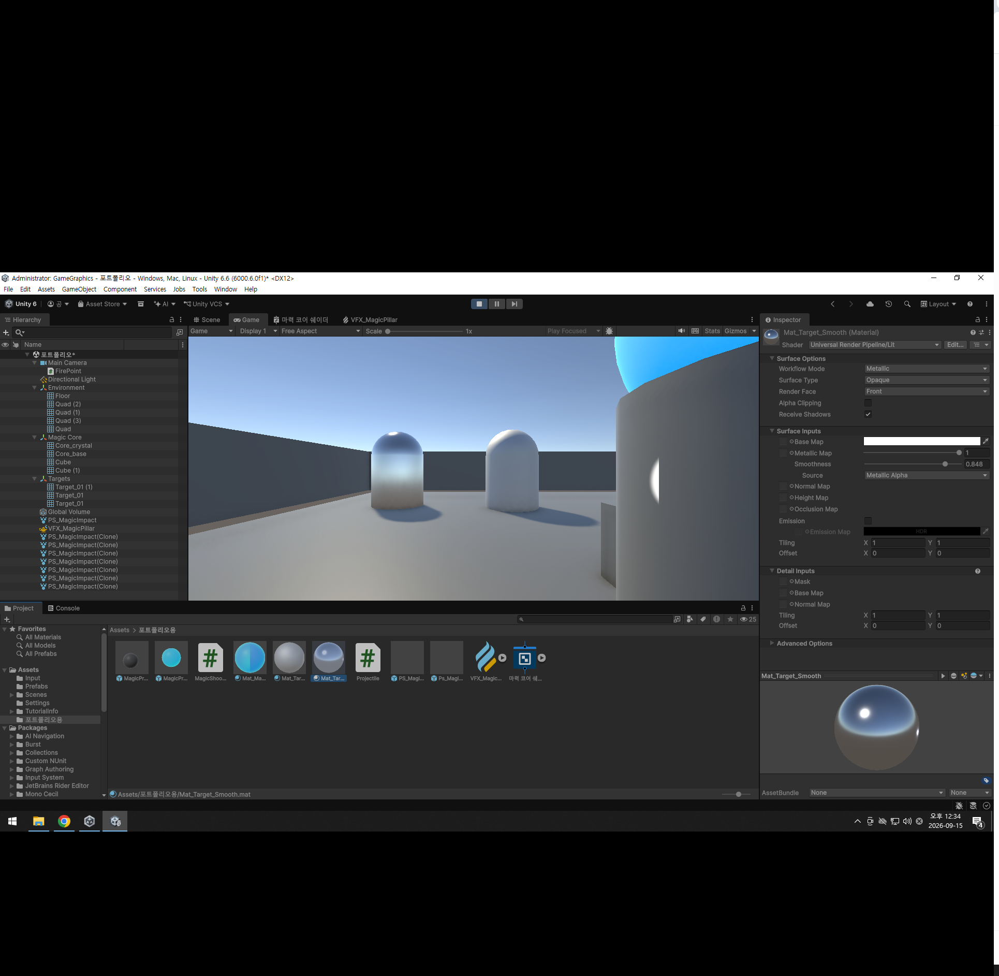 Administrator: GameGraphics - 포트폴리오 - Windows, Mac, Linux - Unity 6.6 (6000.6.0f1)* <DX12>
File Edit Assets GameObject Component Services Jobs Tools Window Help
Unity 6 공 Asset Store AI Unity VCS Layout
Hierarchy
Name
포트폴리오*
Main Camera
FirePoint
Directional Light
Environment
Floor
Quad (2)
Quad (1)
Quad (3)
Quad
Magic Core
Core_crystal
Core_base
Cube
Cube (1)
Targets
Target_01 (1)
Target_01
Target_01
Global Volume
PS_MagicImpact
VFX_MagicPillar
PS_MagicImpact(Clone)
PS_MagicImpact(Clone)
PS_MagicImpact(Clone)
PS_MagicImpact(Clone)
PS_MagicImpact(Clone)
PS_MagicImpact(Clone)
PS_MagicImpact(Clone)
Scene Game 마력 코어 쉐이더 VFX_MagicPillar
Game Display 1 Free Aspect Scale 1x Play Focused Stats Gizmos
Inspector
Mat_Target_Smooth (Material)
Shader Universal Render Pipeline/Lit Edit...
Surface Options
Workflow Mode Metallic
Surface Type Opaque
Render Face Front
Alpha Clipping
Receive Shadows
Surface Inputs
Base Map
Metallic Map 1
Smoothness 0.848
Source Metallic Alpha
Normal Map
Height Map
Occlusion Map
Emission
Emission Map HDR
Tiling X 1 Y 1
Offset X 0 Y 0
Detail Inputs
Mask
Base Map
Normal Map
Tiling X 1 Y 1
Offset X 0 Y 0
Advanced Options
Mat_Target_Smooth
AssetBundle None None
Project Console
25
Favorites
All Materials
All Models
All Prefabs
Assets
Input
Prefabs
Scenes
Settings
TutorialInfo
포트폴리오용
Packages
AI Navigation
Burst
Collections
Custom NUnit
Graph Authoring
Input System
JetBrains Rider Editor
Mono Cecil
Assets > 포트폴리오용
MagicPr... MagicPr... MagicShoo... Mat_Ma... Mat_Tar... Mat_Tar... Projectile PS_Magi... Ps_Magi... VFX_Magic... 마력 코어 쉐...
Assets/포트폴리오용/Mat_Target_Smooth.mat
오후 12:34
2026-09-15
4